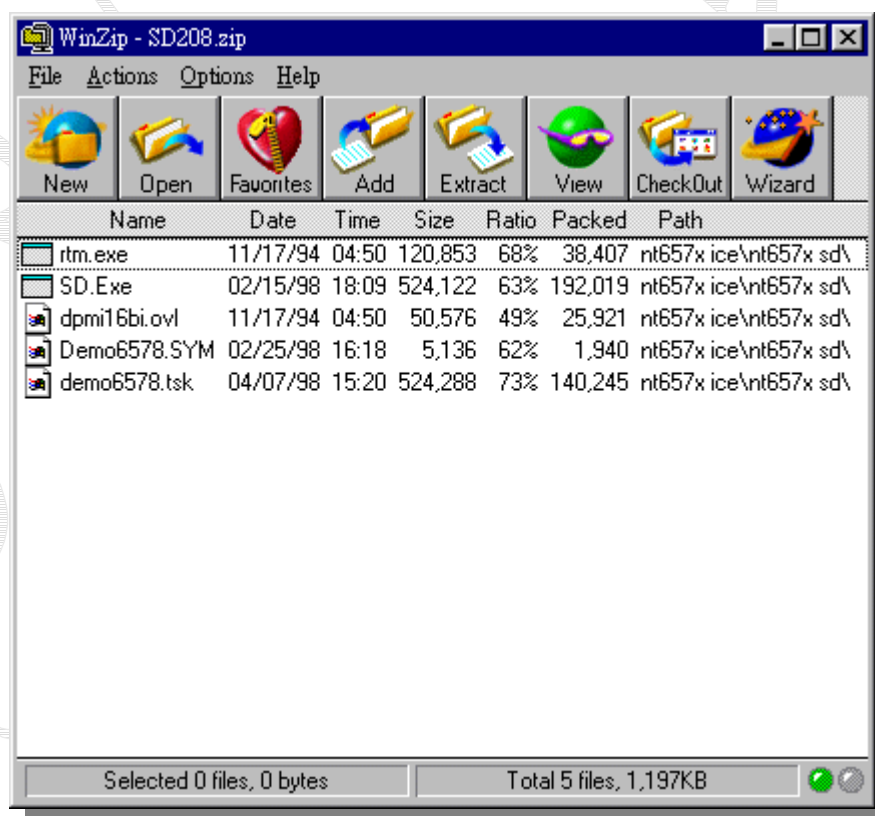 WinZip - SD208.zip
File Actions Options Help
New Open Favorites Add Extract View CheckOut Wizard
Name Date Time Size Ratio Packed Path
rtm.exe 11/17/94 04:50 120,853 68% 38,407 nt657x ice\nt657x sd\
SD.Exe 02/15/98 18:09 524,122 63% 192,019 nt657x ice\nt657x sd\
dpmi16bi.ovl 11/17/94 04:50 50,576 49% 25,921 nt657x ice\nt657x sd\
Demo6578.SYM 02/25/98 16:18 5,136 62% 1,940 nt657x ice\nt657x sd\
demo6578.tsk 04/07/98 15:20 524,288 73% 140,245 nt657x ice\nt657x sd\
Selected 0 files, 0 bytes Total 5 files, 1,197KB